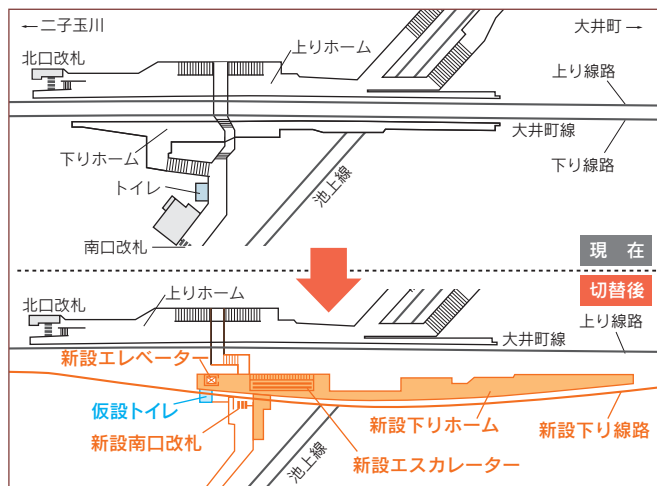 ←二子玉川
大井町→
北口改札
上りホーム
上り線路
大井町線
下りホーム
下り線路
トイレ
池上線
南口改札
現 在
切替後
北口改札
上りホーム
大井町線
上り線路
新設エレベーター
仮設トイレ
新設南口改札
新設下りホーム
新設下り線路
池上線
新設エスカレーター